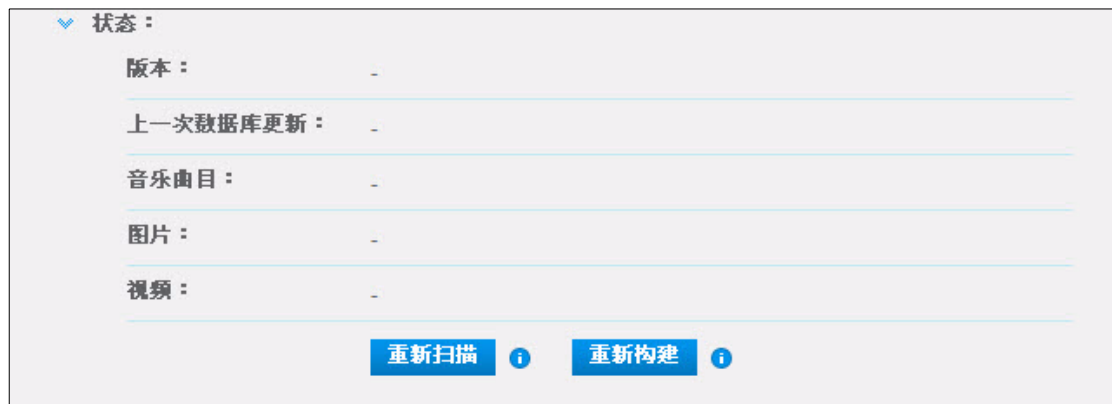 状态：
版本： -
上一次数据库更新： -
音乐曲目： -
图片： -
视频： -
重新扫描 重新构建